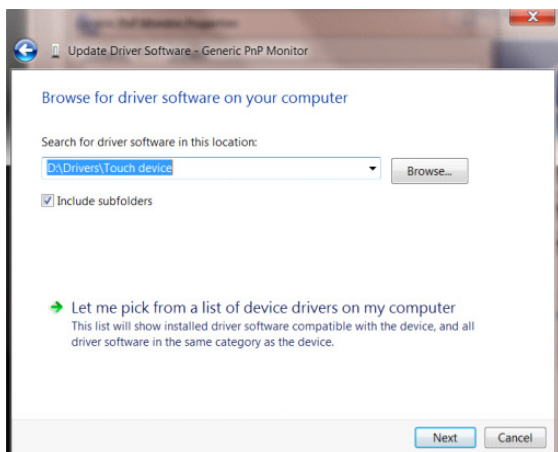 Update Driver Software - Generic PnP Monitor
Browse for driver software on your computer
Search for driver software in this location:
D:\Drivers\Touch device
Browse...
Include subfolders
Let me pick from a list of device drivers on my computer
This list will show installed driver software compatible with the device, and all
driver software in the same category as the device.
Next
Cancel